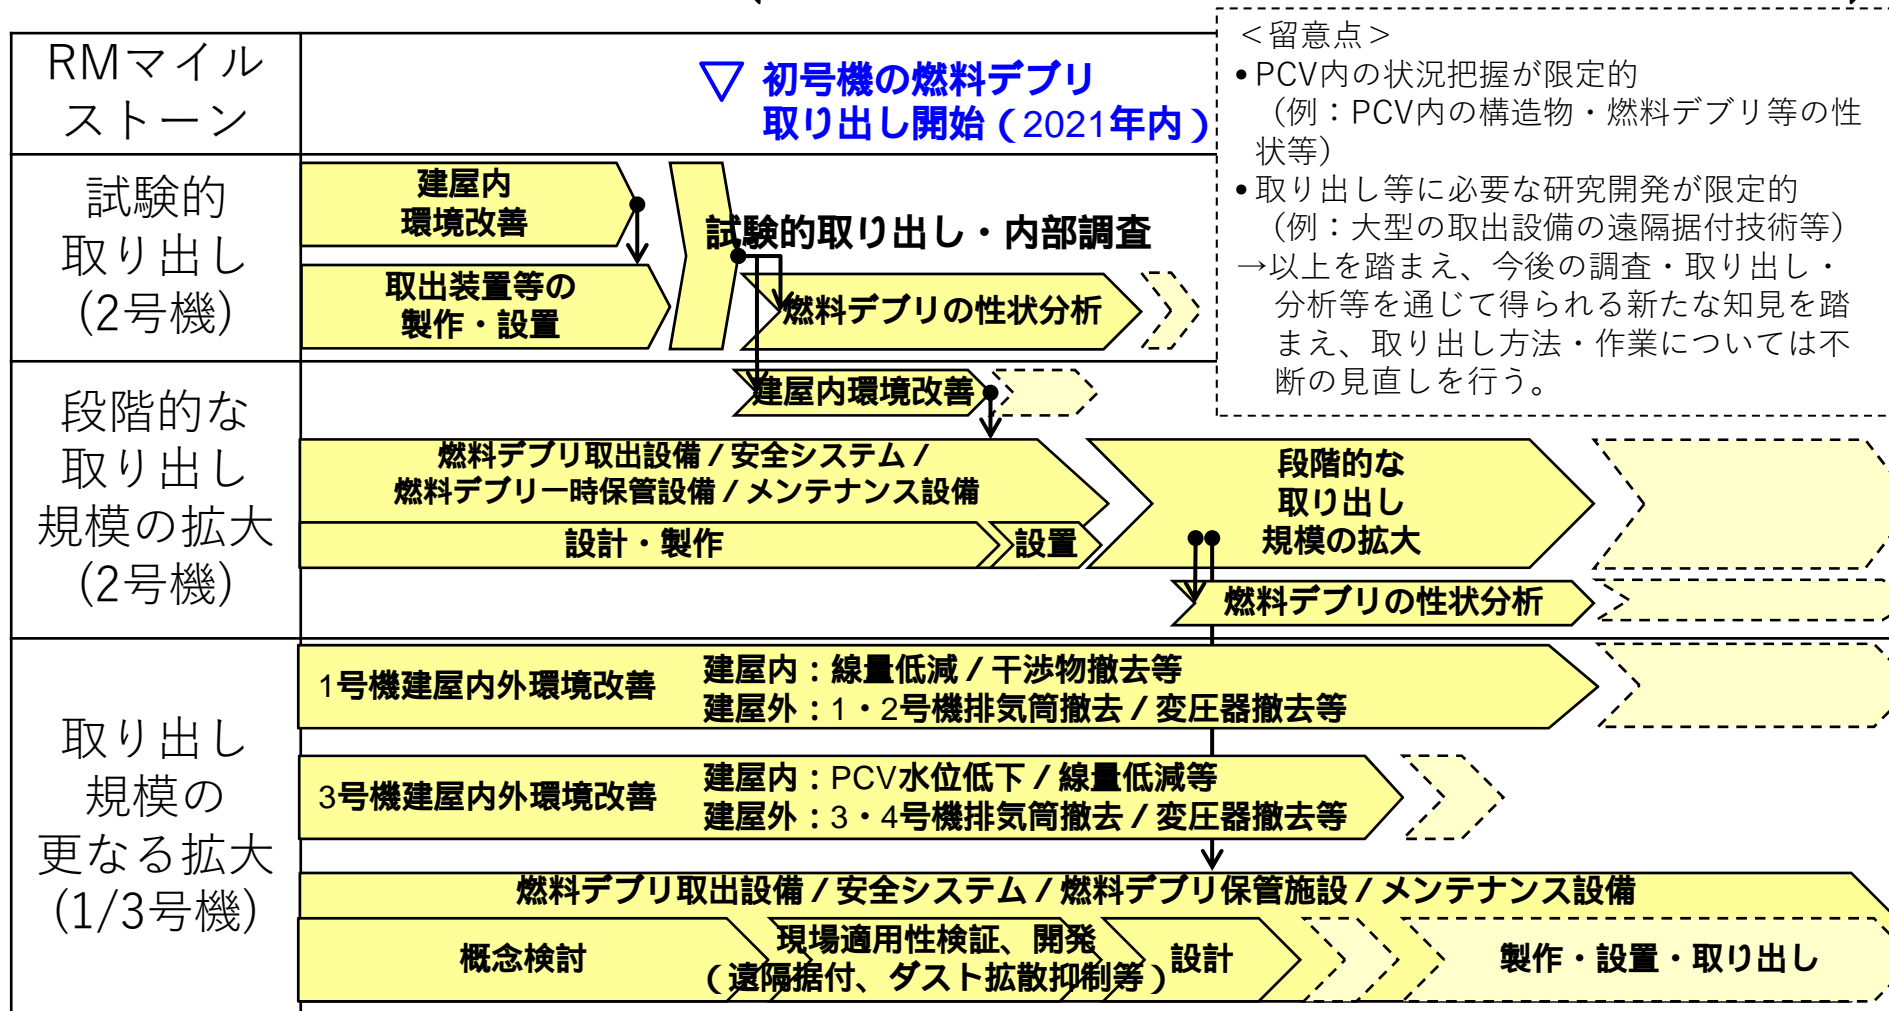 RMマイル
ストーン
▽ 初号機の燃料デブリ
取り出し開始（2021年内）
＜留意点＞
•PCV内の状況把握が限定的
（例：PCV内の構造物・燃料デブリ等の性
状等）
•取り出し等に必要な研究開発が限定的
（例：大型の取出設備の遠隔据付技術等）
→以上を踏まえ、今後の調査・取り出し・
分析等を通じて得られる新たな知見を踏
まえ、取り出し方法・作業については不
断の見直しを行う。
試験的
取り出し
(2号機)
建屋内
環境改善
取出装置等の
製作・設置
試験的取り出し・内部調査
燃料デブリの性状分析
段階的な
取り出し
規模の拡大
(2号機)
建屋内環境改善
燃料デブリ取出設備 / 安全システム /
燃料デブリ一時保管設備 / メンテナンス設備
設計・製作
設置
段階的な
取り出し
規模の拡大
燃料デブリの性状分析
取り出し
規模の
更なる拡大
(1/3号機)
1号機建屋内外環境改善
建屋内：線量低減 / 干渉物撤去等
建屋外：1・2号機排気筒撤去 / 変圧器撤去等
3号機建屋内外環境改善
建屋内：PCV水位低下 / 線量低減等
建屋外：3・4号機排気筒撤去 / 変圧器撤去等
燃料デブリ取出設備 / 安全システム / 燃料デブリ保管施設 / メンテナンス設備
概念検討
現場適用性検証、開発
（遠隔据付、ダスト拡散抑制等）
設計
製作・設置・取り出し